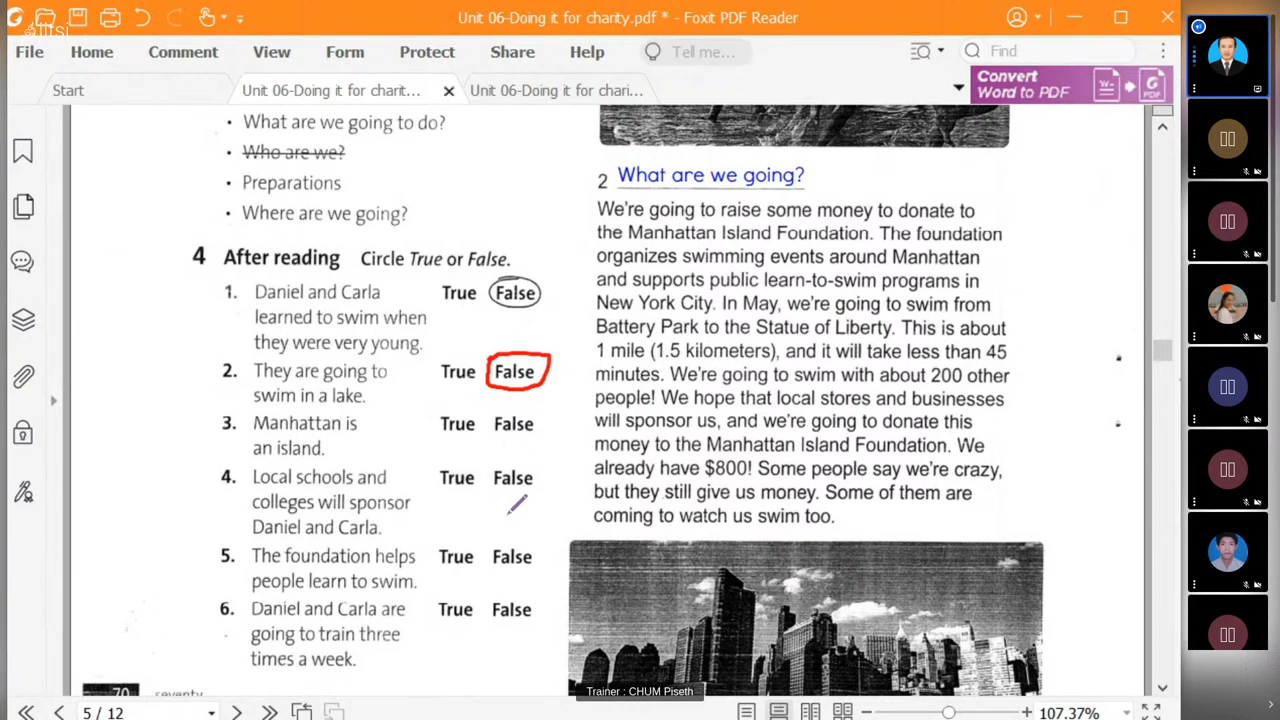 Unit 06-Doing it for charity.pdf * - Foxit PDF Reader
File Home Comment View Form Protect Share Help Tell me... Find
Start
Unit 06-Doing it for charit...
Unit 06-Doing it for chari...
Convert
Word to PDF
• What are we going to do?
• Who are we?
• Preparations
• Where are we going?
4 After reading Circle True or False.
1. Daniel and Carla True False
learned to swim when
they were very young.
2. They are going to True False
swim in a lake.
3. Manhattan is True False
an island.
4. Local schools and True False
colleges will sponsor
Daniel and Carla.
5. The foundation helps True False
people learn to swim.
6. Daniel and Carla are True False
going to train three
times a week.
70 seventy
2 What are we going?
We're going to raise some money to donate to
the Manhattan Island Foundation. The foundation
organizes swimming events around Manhattan
and supports public learn-to-swim programs in
New York City. In May, we're going to swim from
Battery Park to the Statue of Liberty. This is about
1 mile (1.5 kilometers), and it will take less than 45
minutes. We're going to swim with about 200 other
people! We hope that local stores and businesses
will sponsor us, and we're going to donate this
money to the Manhattan Island Foundation. We
already have $800! Some people say we're crazy,
but they still give us money. Some of them are
coming to watch us swim too.
Trainer : CHUM Piseth
5 / 12
107.37%